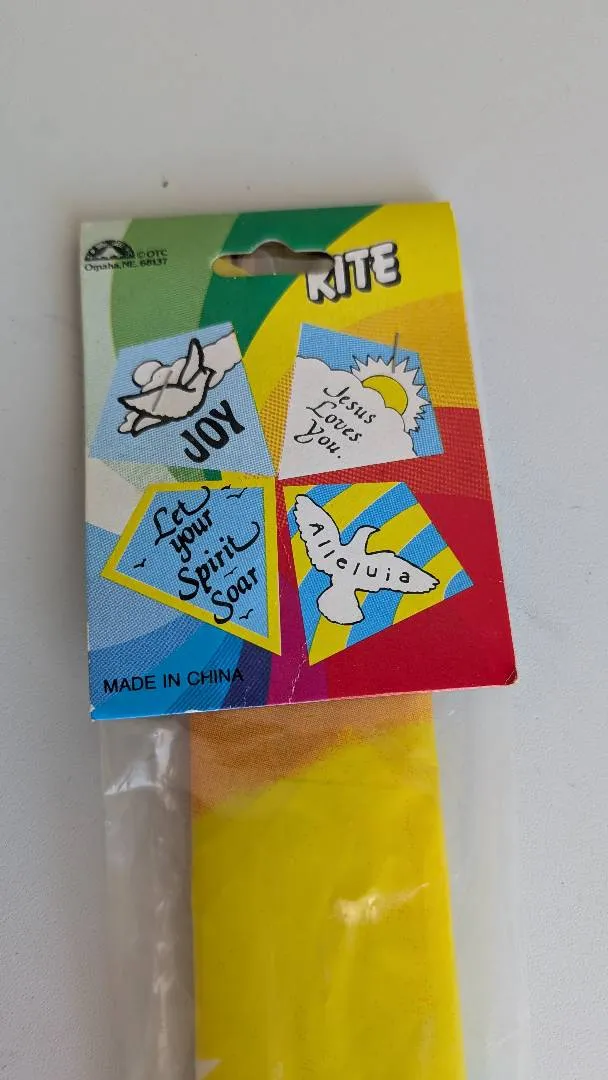 ©OTC
Omaha, NE. 68137
KITE
JOY
Jesus
Loves
You.
Let
your
Spirit
Soar
Alleluia
MADE IN CHINA